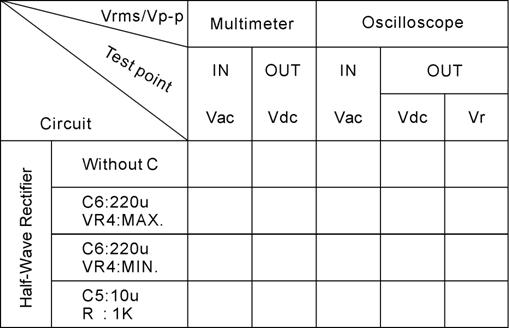 Vrms/Vp-p
Multimeter
Oscilloscope
Test point
IN
OUT
IN
OUT
Circuit
Vac
Vdc
Vac
Vdc
Vr
Half-Wave Rectifier
Without C
C6:220u
VR4:MAX.
C6:220u
VR4:MIN.
C5:10u
R : 1K